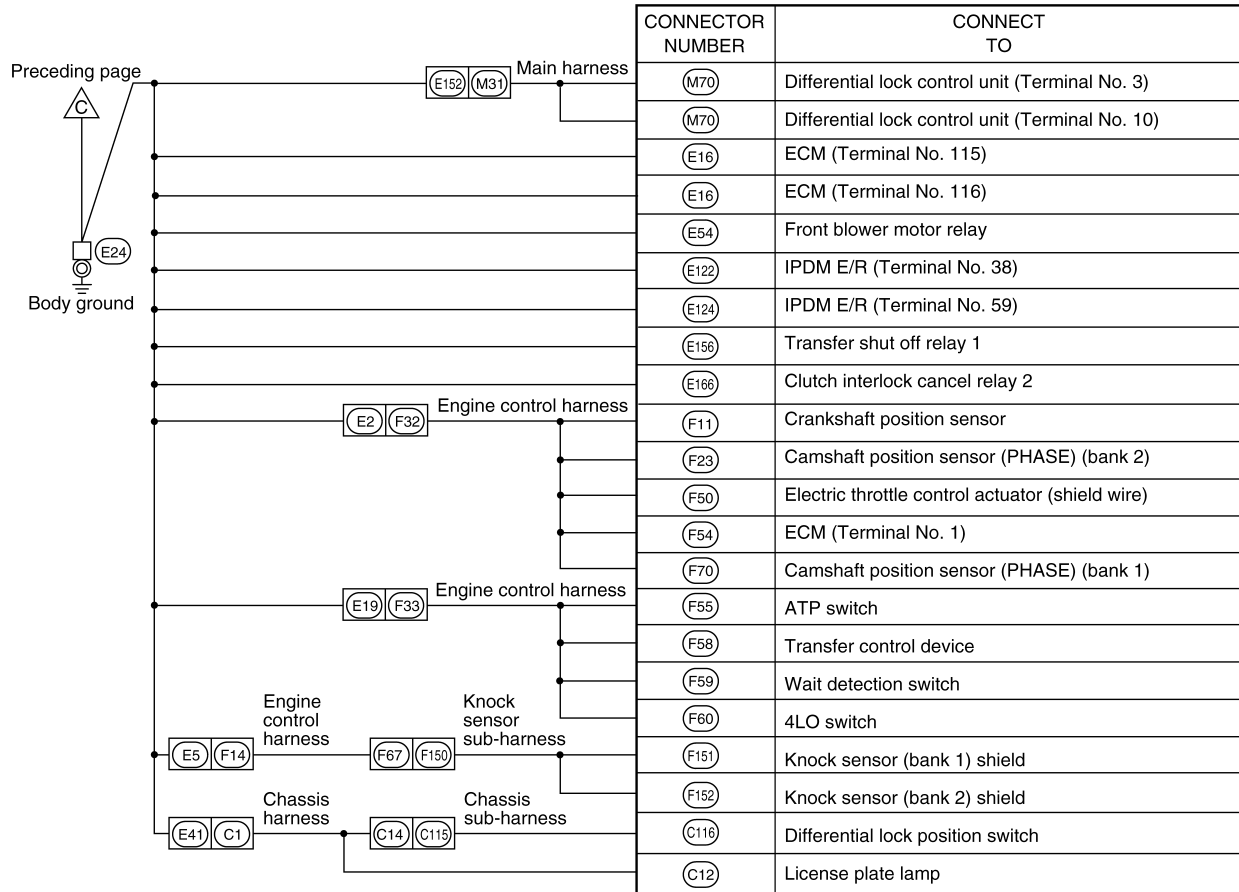 CONNECTOR NUMBER
CONNECT TO
Preceding page
C
E24
Body ground
E152 M31
Main harness
M70 Differential lock control unit (Terminal No. 3)
M70 Differential lock control unit (Terminal No. 10)
E16 ECM (Terminal No. 115)
E16 ECM (Terminal No. 116)
E54 Front blower motor relay
E122 IPDM E/R (Terminal No. 38)
E124 IPDM E/R (Terminal No. 59)
E156 Transfer shut off relay 1
E166 Clutch interlock cancel relay 2
E2 F32
Engine control harness
F11 Crankshaft position sensor
F23 Camshaft position sensor (PHASE) (bank 2)
F50 Electric throttle control actuator (shield wire)
F54 ECM (Terminal No. 1)
F70 Camshaft position sensor (PHASE) (bank 1)
E19 F33
Engine control harness
F55 ATP switch
F58 Transfer control device
F59 Wait detection switch
F60 4LO switch
E5 F14
Engine
control
harness
F67 F150
Knock
sensor
sub-harness
F151 Knock sensor (bank 1) shield
F152 Knock sensor (bank 2) shield
E41 C1
Chassis
harness
C14 C115
Chassis
sub-harness
C116 Differential lock position switch
C12 License plate lamp